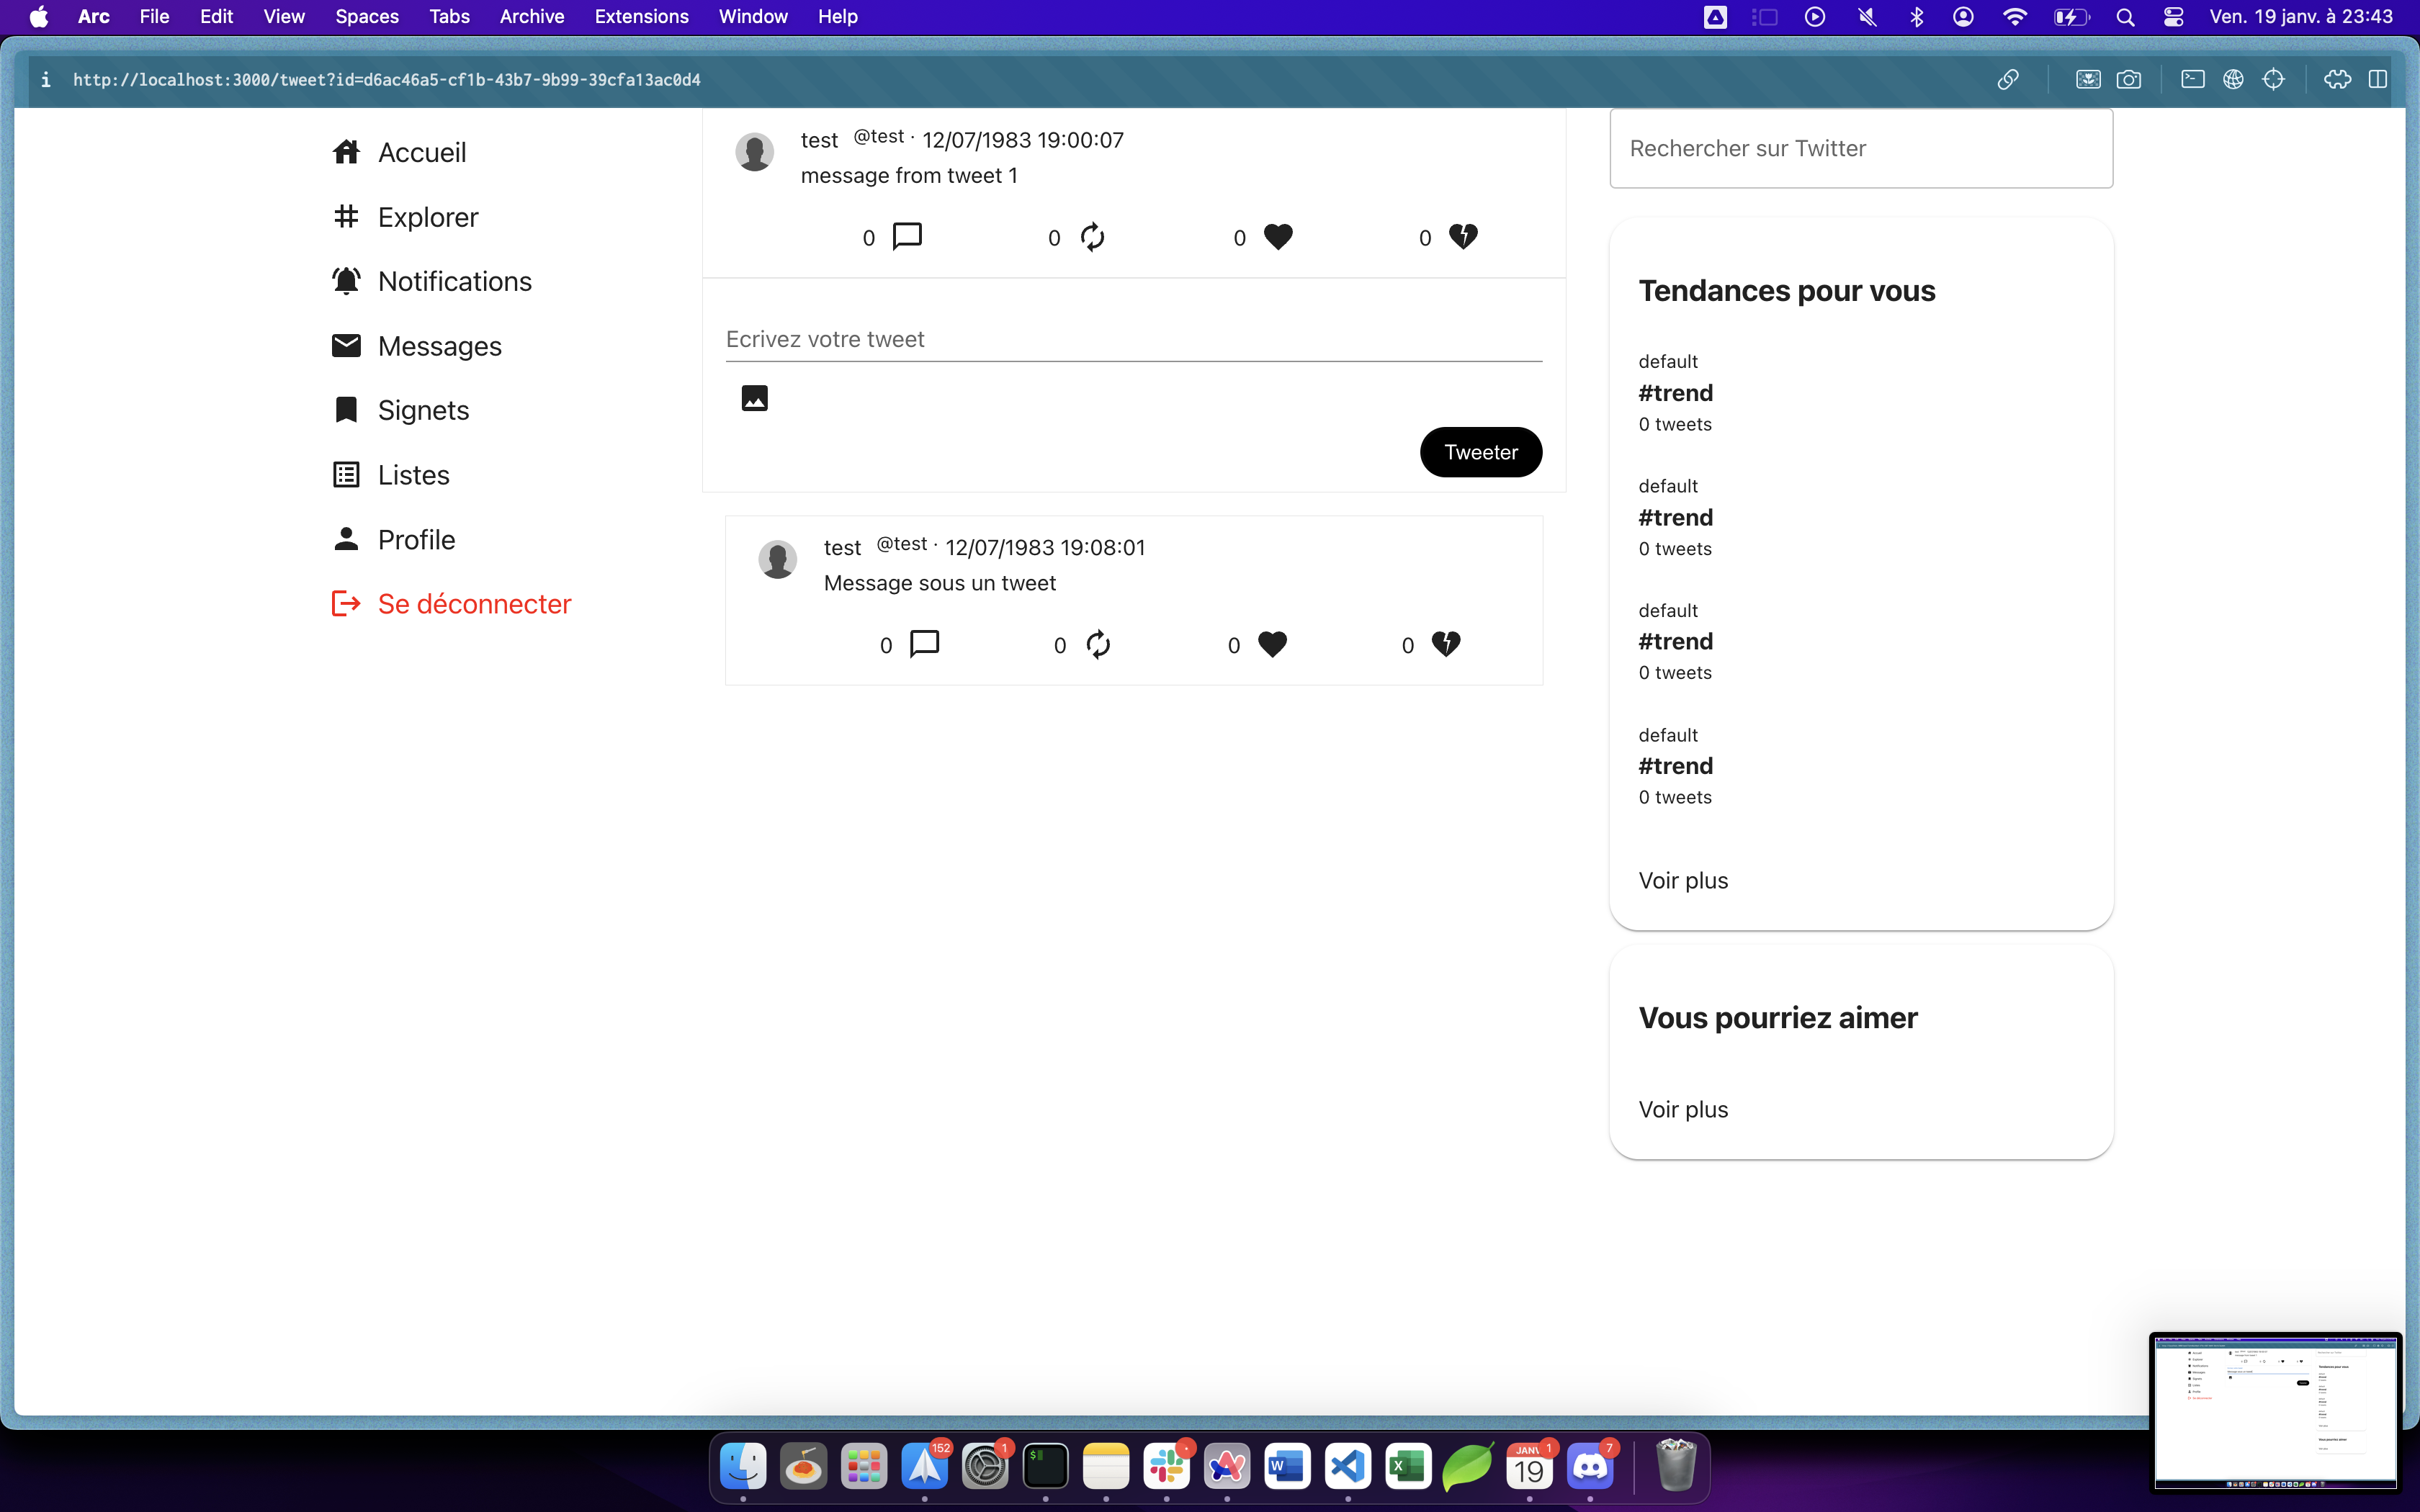 Arc File Edit View Spaces Tabs Archive Extensions Window Help Ven. 19 janv. à 23:43
http://localhost:3000/tweet?id=d6ac46a5-cf1b-43b7-9b99-39cfa13ac0d4
Accueil
Explorer
Notifications
Messages
Signets
Listes
Profile
Se déconnecter
test @test · 12/07/1983 19:00:07
message from tweet 1
0 0 0 0
Ecrivez votre tweet
Tweeter
test @test · 12/07/1983 19:08:01
Message sous un tweet
0 0 0 0
Rechercher sur Twitter
Tendances pour vous
default
#trend
0 tweets
default
#trend
0 tweets
default
#trend
0 tweets
default
#trend
0 tweets
Voir plus
Vous pourriez aimer
Voir plus
152 1 JANV 1 7
$ W X 19